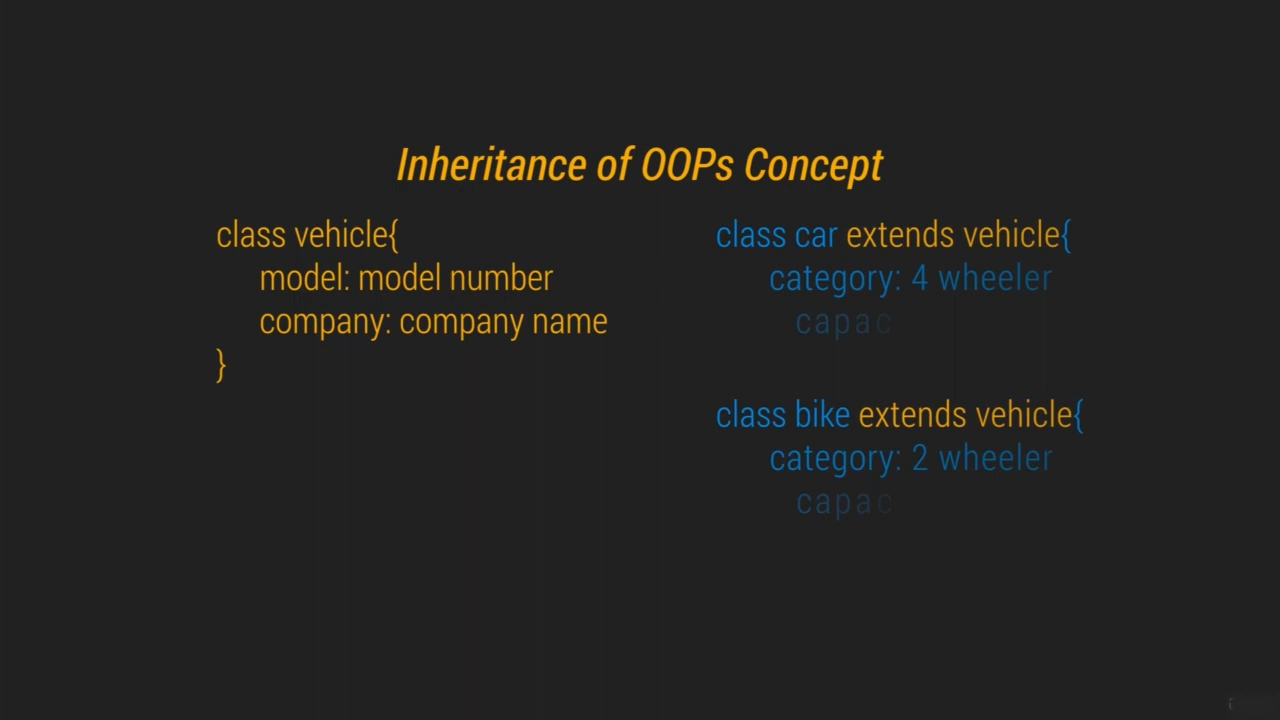 Inheritance of OOPs Concept
class vehicle{
model: model number
company: company name
}
class car extends vehicle{
category: 4 wheeler
capac
class bike extends vehicle{
category: 2 wheeler
capac